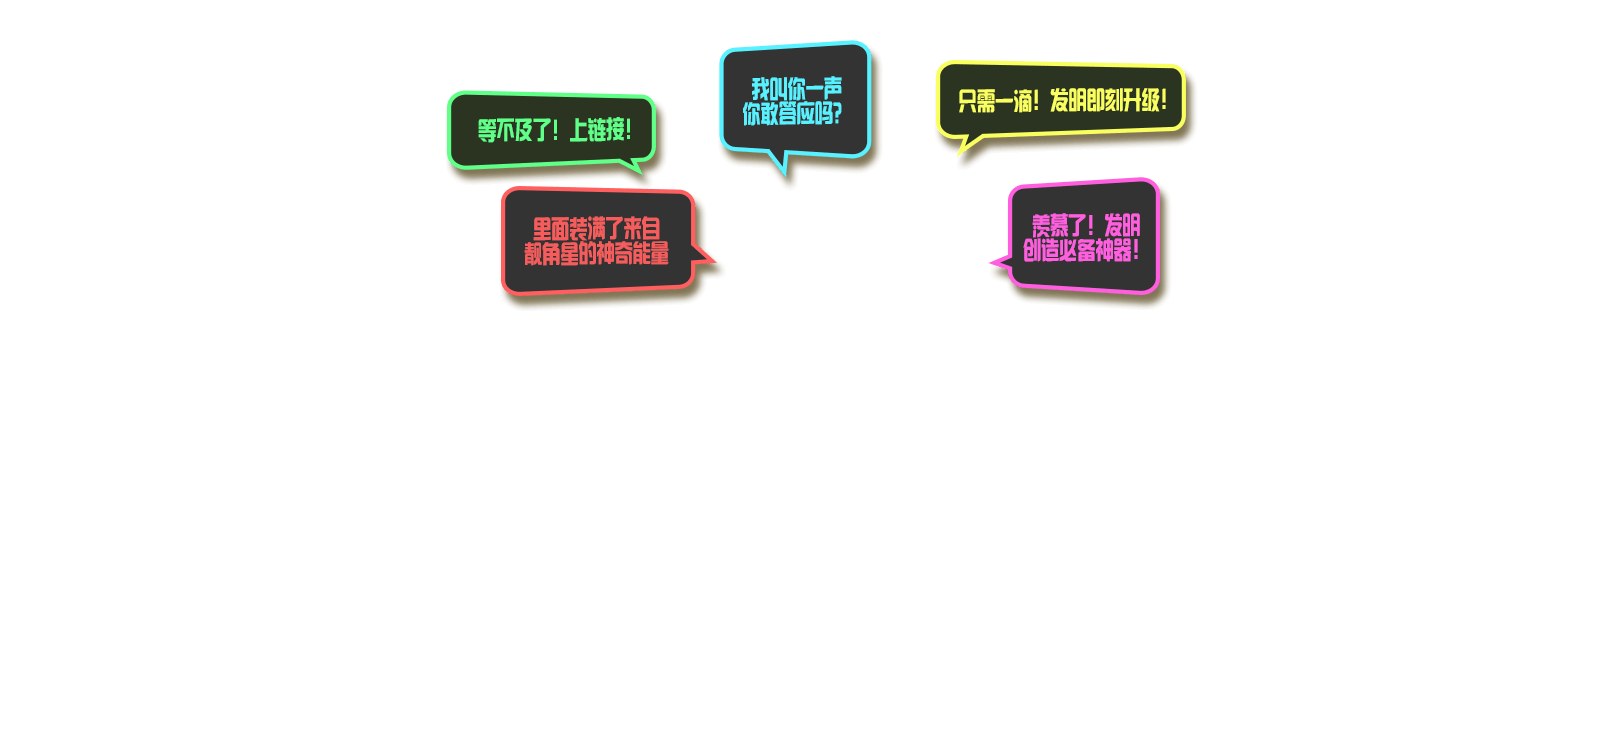 我叫你一声
你敢答应吗？
只需一滴！发明即刻升级！
等不及了！上链接！
里面装满了来自
靓角星的神奇能量
羡慕了！发明
创造必备神器！